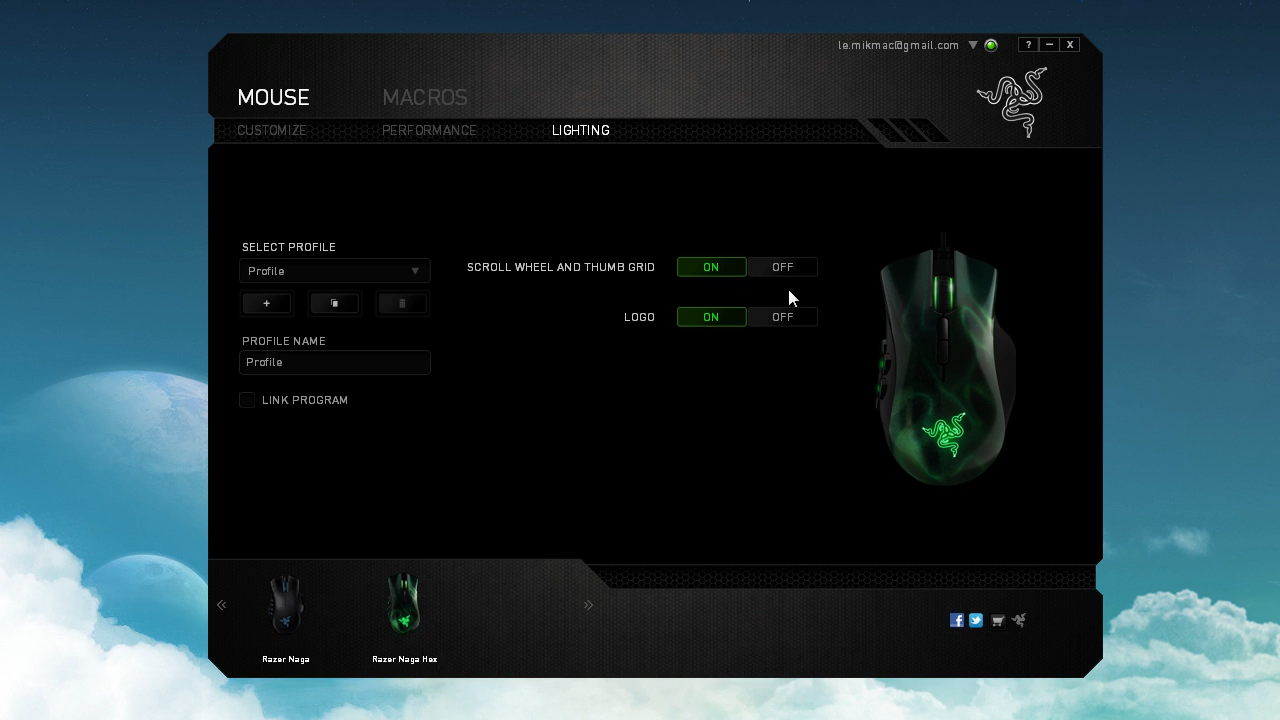 le.mikmac@gmail.com
? – X
MOUSE MACROS
CUSTOMIZE PERFORMANCE LIGHTING
SELECT PROFILE
Profile
+
PROFILE NAME
Profile
LINK PROGRAM
SCROLL WHEEL AND THUMB GRID ON OFF
LOGO ON OFF
Razer Naga Razer Naga Hex